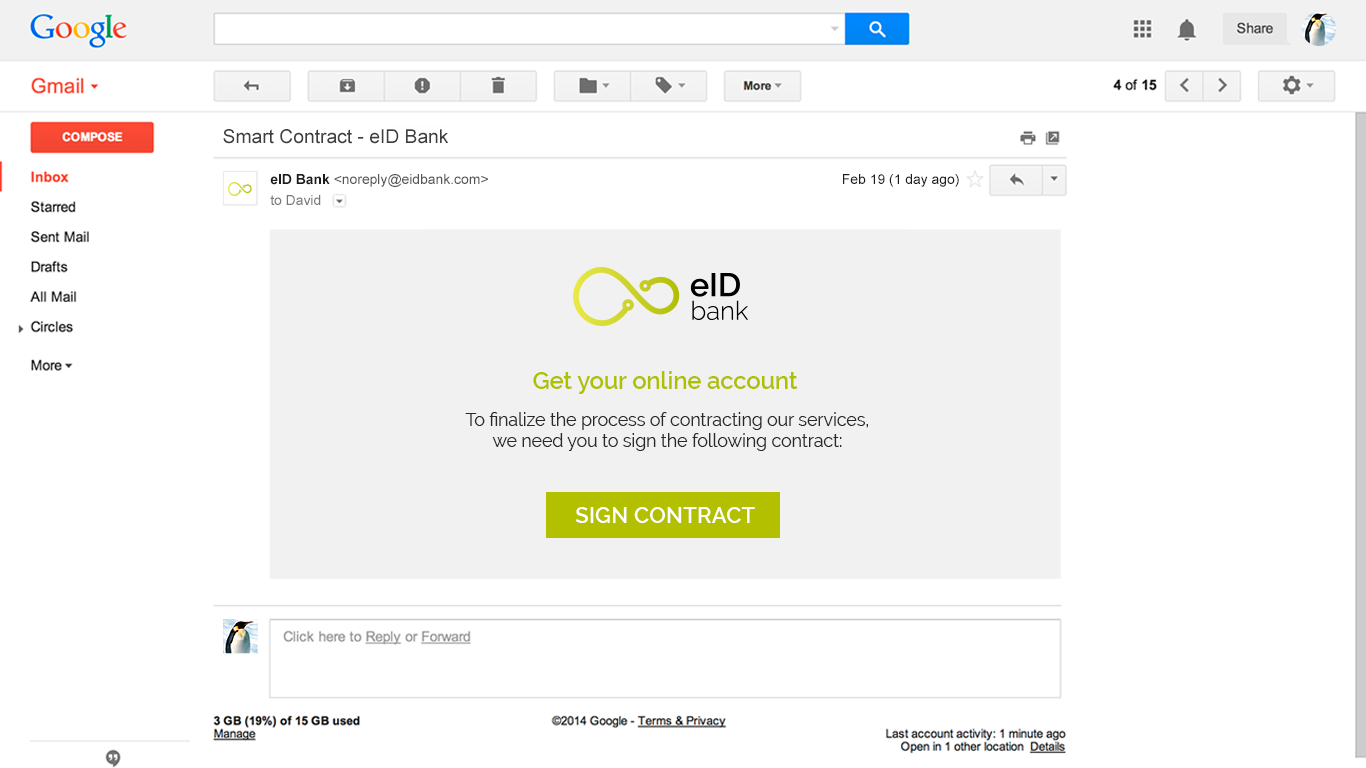 Google
Share
Gmail
More
4 of 15
COMPOSE
Inbox
Starred
Sent Mail
Drafts
All Mail
Circles
More
Smart Contract - eID Bank
eID Bank <noreply@eidbank.com>
Feb 19 (1 day ago)
to David
eID
bank
Get your online account
To finalize the process of contracting our services,
we need you to sign the following contract:
SIGN CONTRACT
Click here to Reply or Forward
3 GB (19%) of 15 GB used
Manage
©2014 Google - Terms & Privacy
Last account activity: 1 minute ago
Open in 1 other location Details